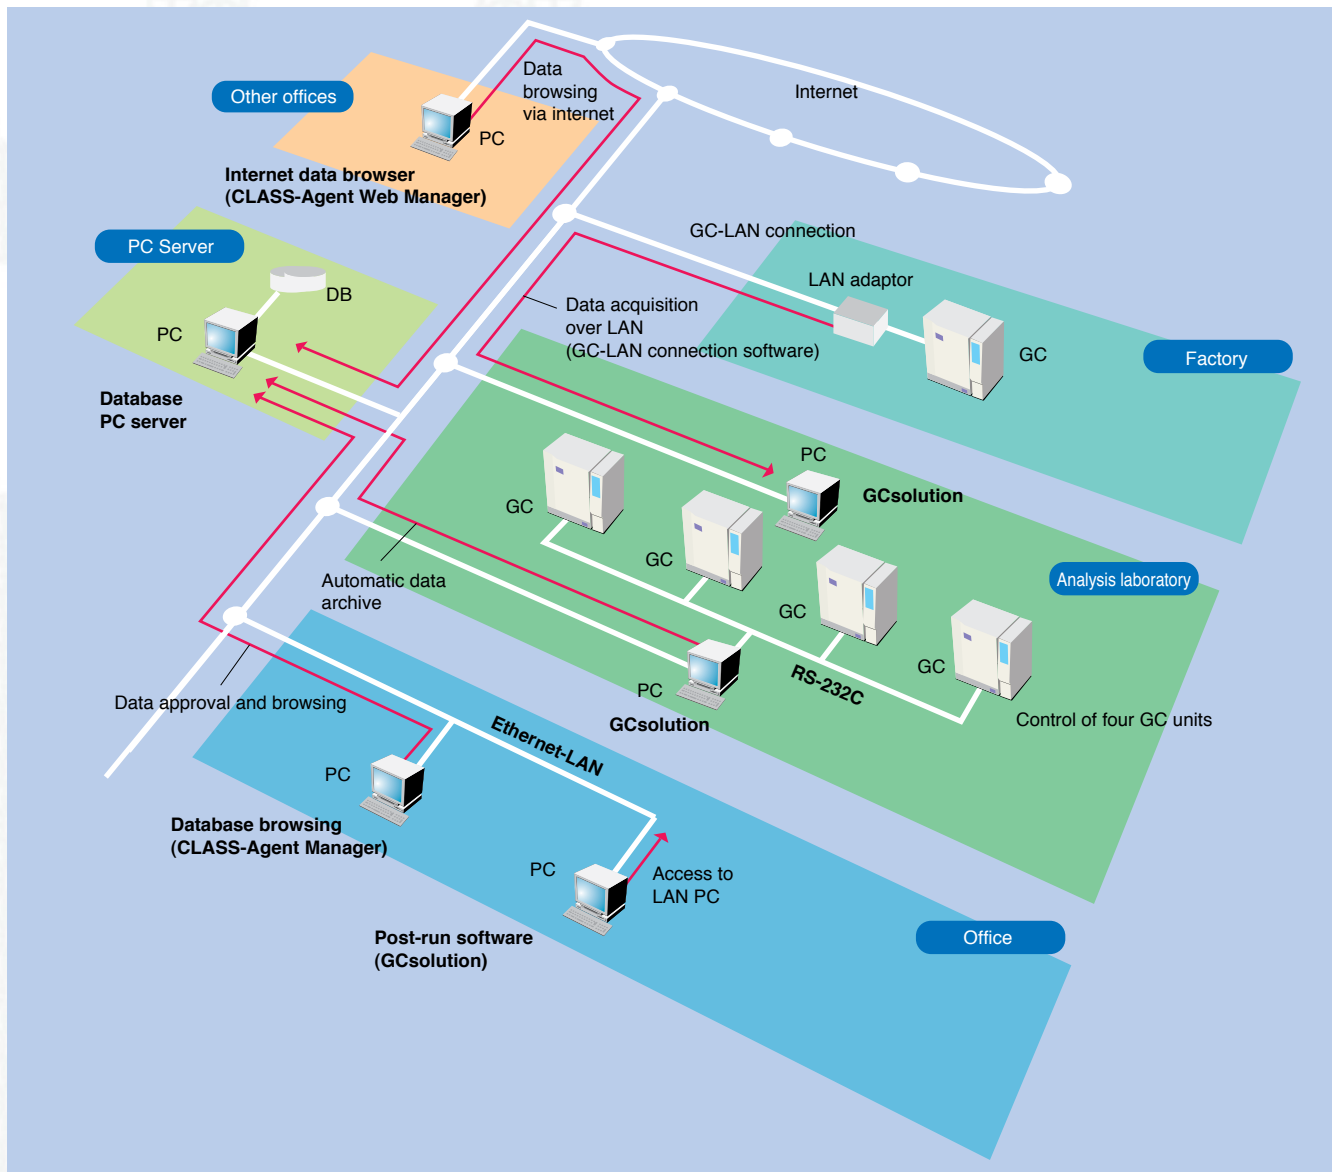 Internet
Data
browsing
via internet
Other offices
PC
Internet data browser
(CLASS-Agent Web Manager)
PC Server
DB
PC
Database
PC server
GC-LAN connection
LAN adaptor
GC
Factory
Data acquisition
over LAN
(GC-LAN connection software)
PC
GCsolution
GC
GC
GC
GC
Analysis laboratory
Automatic data
archive
RS-232C
PC
GCsolution
Control of four GC units
Data approval and browsing
Ethernet-LAN
PC
Database browsing
(CLASS-Agent Manager)
PC
Access to
LAN PC
Post-run software
(GCsolution)
Office